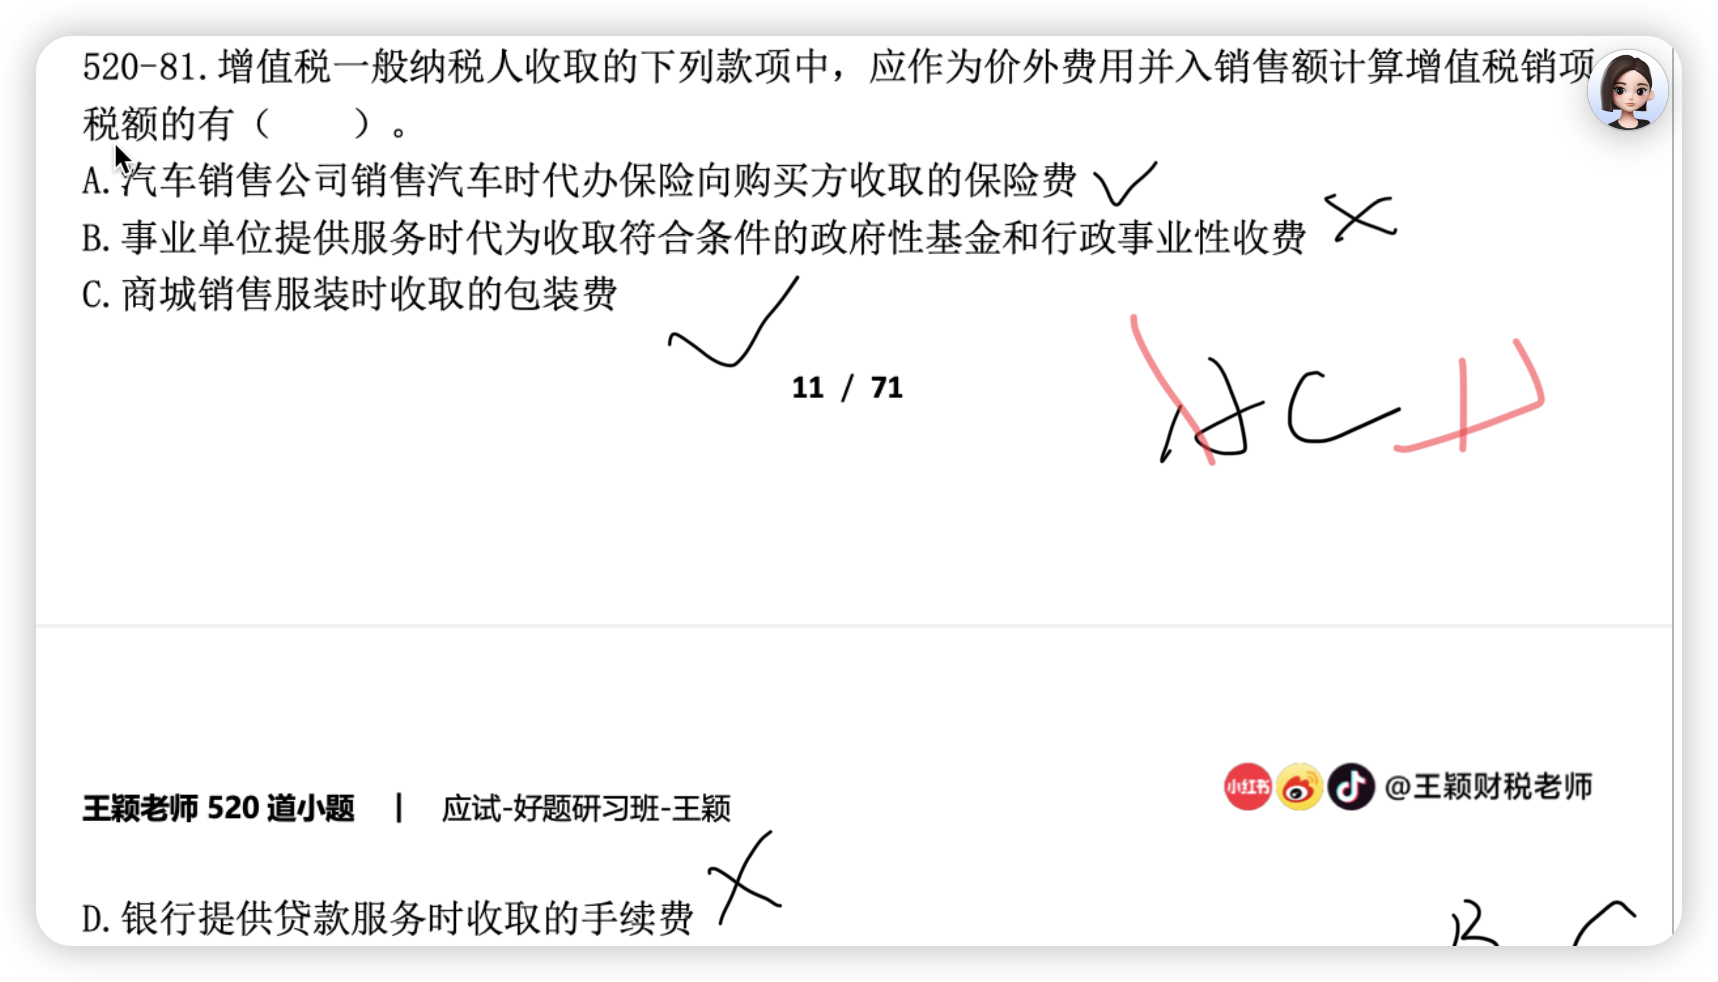 520-81.增值税一般纳税人收取的下列款项中，应作为价外费用并入销售额计算增值税销项
税额的有（　　）。
A.汽车销售公司销售汽车时代办保险向购买方收取的保险费
B.事业单位提供服务时代为收取符合条件的政府性基金和行政事业性收费
C.商城销售服装时收取的包装费
AC
11 / 71
小红书 @王颖财税老师
王颖老师 520 道小题 | 应试-好题研习班-王颖
D.银行提供贷款服务时收取的手续费
B